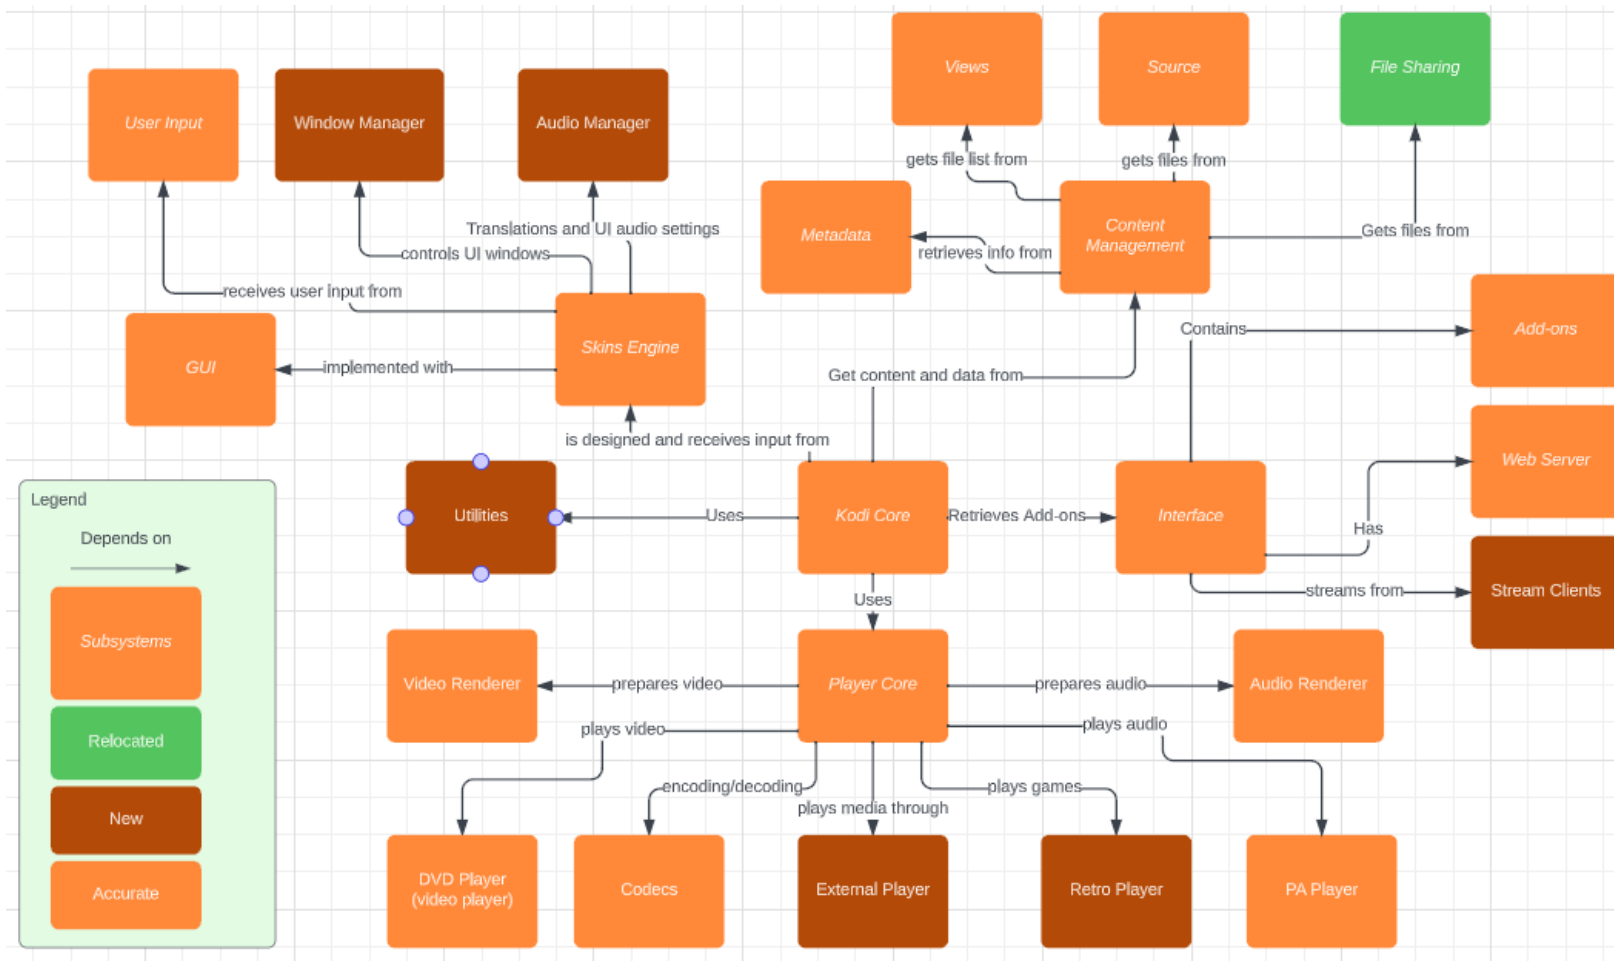 Views
Source
File Sharing
User Input
Window Manager
Audio Manager
gets file list from
gets files from
Translations and UI audio settings
Metadata
Content
Management
Gets files from
controls UI windows
retrieves info from
receives user input from
Contains
Add-ons
GUI
implemented with
Skins Engine
Get content and data from
is designed and receives input from
Web Server
Legend
Depends on
Utilities
Uses
Kodi Core
Retrieves Add-ons
Interface
Has
streams from
Stream Clients
Uses
Subsystems
Video Renderer
prepares video
Player Core
prepares audio
Audio Renderer
plays video
plays audio
Relocated
encoding/decoding
plays media through
plays games
New
Accurate
DVD Player
(video player)
Codecs
External Player
Retro Player
PA Player